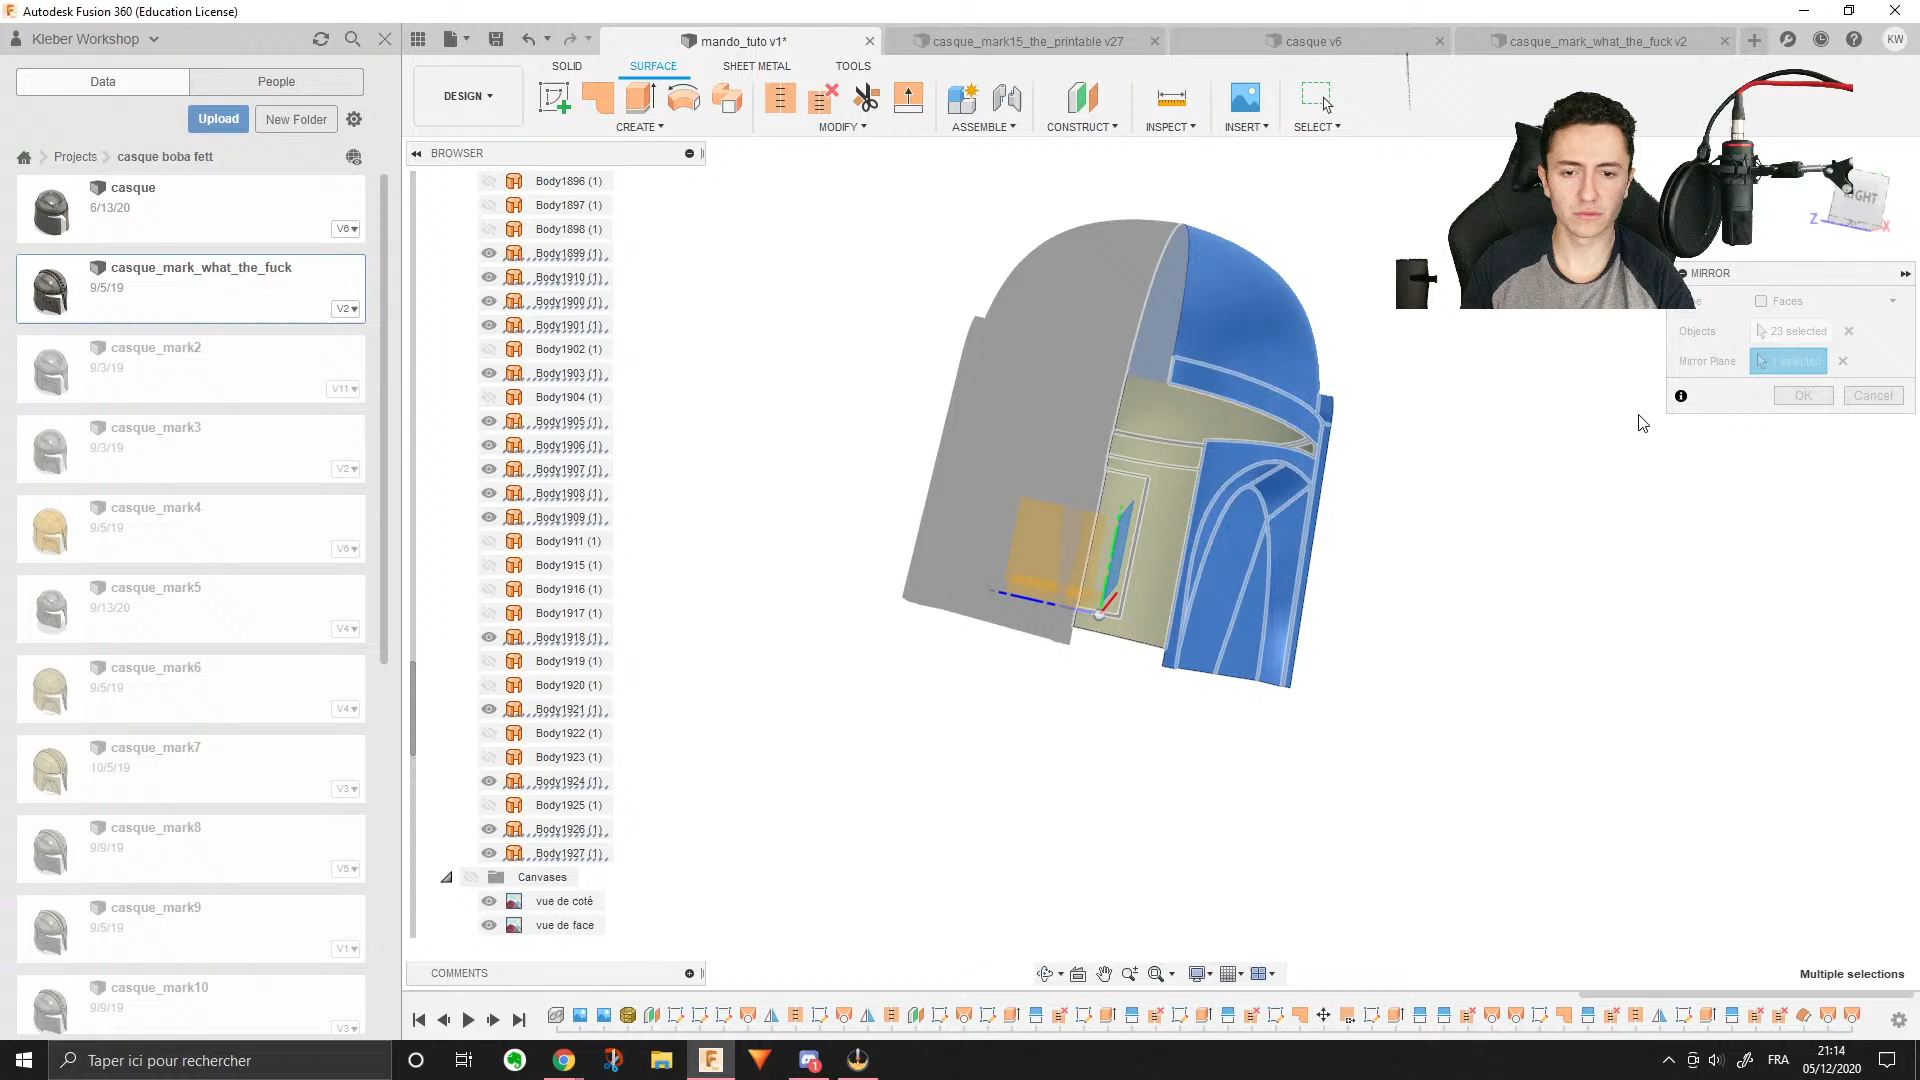 Autodesk Fusion 360 (Education License)
Kleber Workshop
mando_tuto v1*
casque_mark15_the_printable v27
casque v6
casque_mark_what_the_fuck v2
KW
Data
People
Upload
New Folder
Projects
casque boba fett
casque
6/13/20
V6
casque_mark_what_the_fuck
9/5/19
V2
casque_mark2
9/3/19
V11
casque_mark3
9/3/19
V2
casque_mark4
9/5/19
V6
casque_mark5
9/13/20
V4
casque_mark6
9/5/19
V4
casque_mark7
10/5/19
V3
casque_mark8
9/9/19
V5
casque_mark9
9/5/19
V1
casque_mark10
9/9/19
V3
SOLID
SURFACE
SHEET METAL
TOOLS
DESIGN
CREATE
MODIFY
ASSEMBLE
CONSTRUCT
INSPECT
INSERT
SELECT
BROWSER
Body1896 (1)
Body1897 (1)
Body1898 (1)
Body1899 (1)
Body1910 (1)
Body1900 (1)
Body1901 (1)
Body1902 (1)
Body1903 (1)
Body1904 (1)
Body1905 (1)
Body1906 (1)
Body1907 (1)
Body1908 (1)
Body1909 (1)
Body1911 (1)
Body1915 (1)
Body1916 (1)
Body1917 (1)
Body1918 (1)
Body1919 (1)
Body1920 (1)
Body1921 (1)
Body1922 (1)
Body1923 (1)
Body1924 (1)
Body1925 (1)
Body1926 (1)
Body1927 (1)
Canvases
vue de coté
vue de face
COMMENTS
RIGHT
Z
X
MIRROR
Faces
Objects
23 selected
Mirror Plane
1 selected
OK
Cancel
Multiple selections
Taper ici pour rechercher
FRA
21:14
05/12/2020